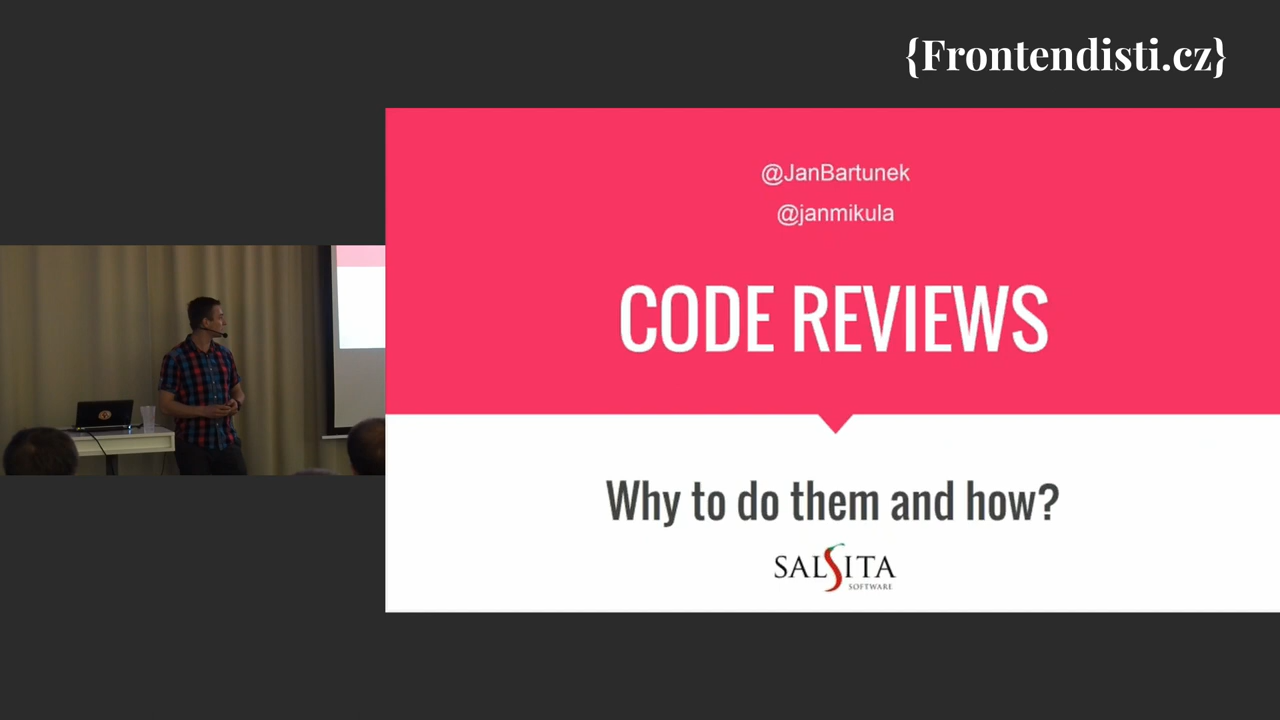 {Frontendisti.cz}
@JanBartunek
@janmikula
CODE REVIEWS
Why to do them and how?
SALSITA
SOFTWARE